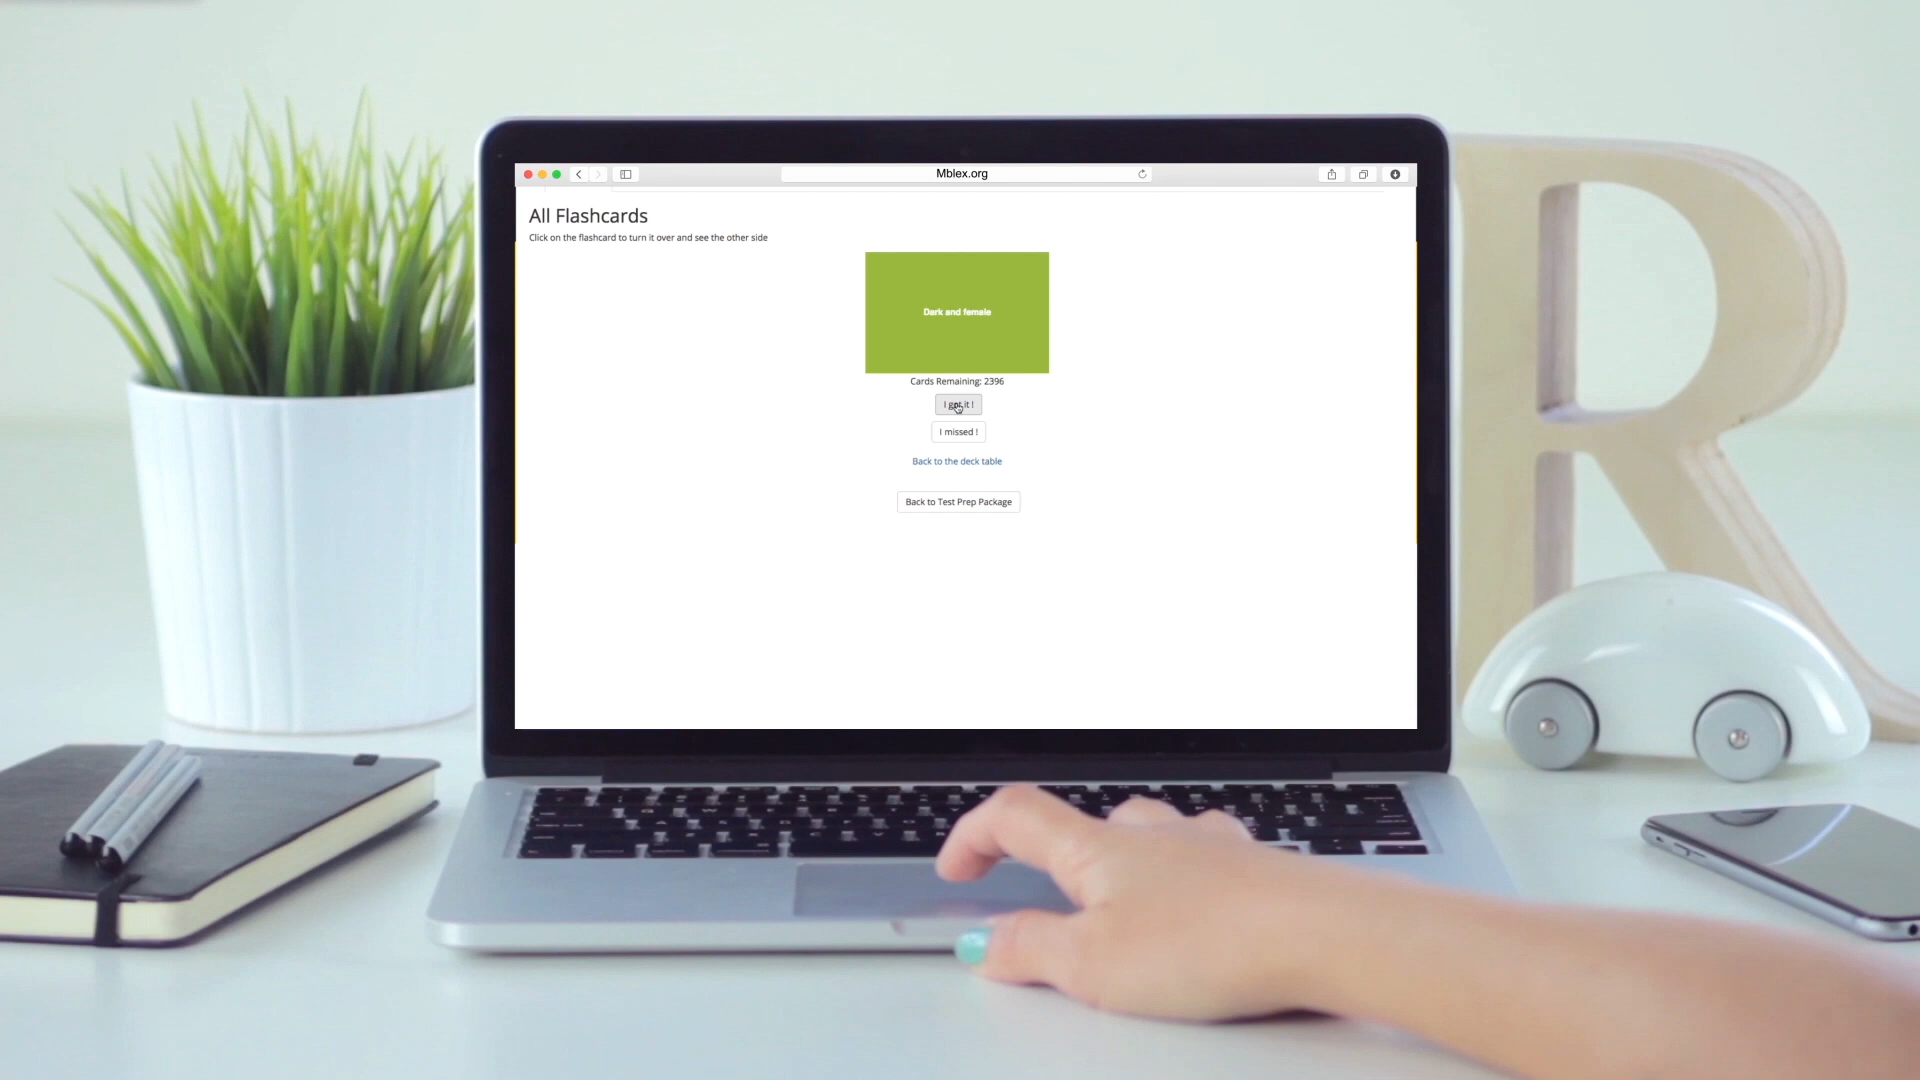 Mblex.org
All Flashcards
Click on the flashcard to turn it over and see the other side
Dark and female
Cards Remaining: 2396
I got it !
I missed !
Back to the deck table
Back to Test Prep Package
R